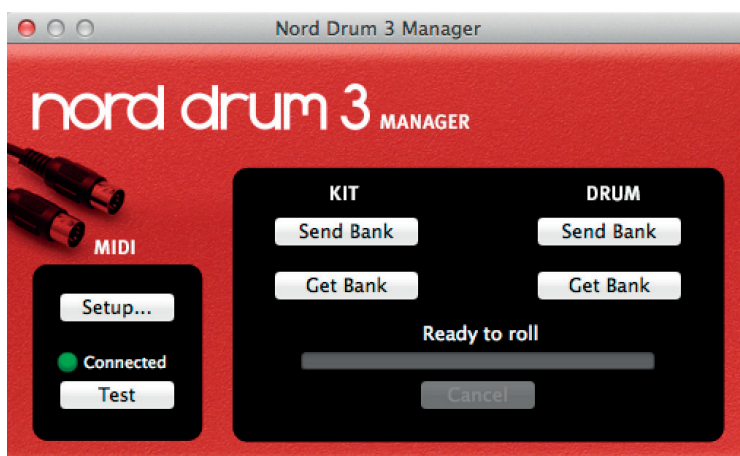 Nord Drum 3 Manager
nord drum 3 MANAGER
MIDI
Setup...
Connected
Test
KIT DRUM
Send Bank Send Bank
Get Bank Get Bank
Ready to roll
Cancel